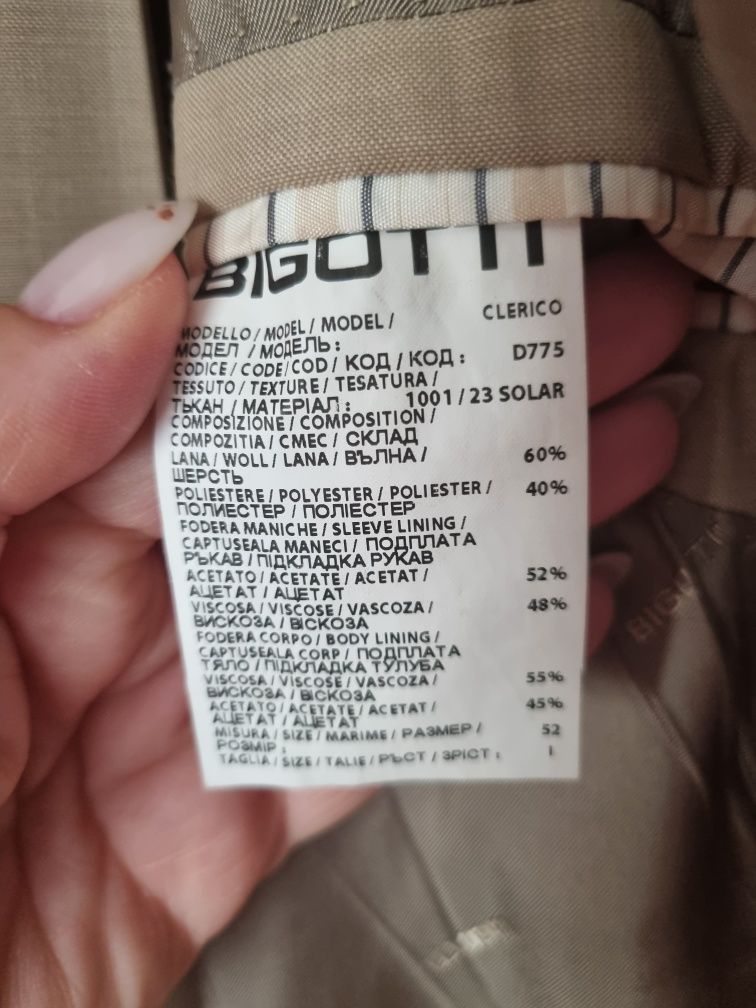 BIGOTTI
MODELLO / MODEL / MODEL / CLERICO
МОДЕЛ / МОДЕЛЬ :
CODICE / CODE / COD / КОД / КОД : D775
TESSUTO / TEXTURE / TESATURA /
ТЪКАН / МАТЕРІАЛ : 1001 / 23 SOLAR
COMPOSIZIONE / COMPOSITION /
COMPOZITIA / СМЕС / СКЛАД
LANA / WOLL / LANA / ВЪЛНА / 60%
ШЕРСТЬ
POLIESTERE / POLYESTER / POLIESTER / 40%
ПОЛИЕСТЕР / ПОЛІЕСТЕР
FODERA MANICHE / SLEEVE LINING /
CAPTUSEALA MANECI / ПОДПЛАТА
РЪКАВ / ПІДКЛАДКА РУКАВ
ACETATO / ACETATE / ACETAT / 52%
АЦЕТАТ / АЦЕТАТ
VISCOSA / VISCOSE / VASCOZA / 48%
ВИСКОЗА / ВІСКОЗА
FODERA CORPO / BODY LINING /
CAPTUSEALA CORP / ПОДПЛАТА
ТЯЛО / ПІДКЛАДКА ТУЛУБА
VISCOSA / VISCOSE / VASCOZA / 55%
ВИСКОЗА / ВІСКОЗА
ACETATO / ACETATE / ACETAT / 45%
АЦЕТАТ / АЦЕТАТ
MISURA / SIZE / MARIME / РАЗМЕР / 52
РОЗМІР :
TAGLIA / SIZE / TALIE / РЪСТ / ЗРІСТ : I
BIGOTTI